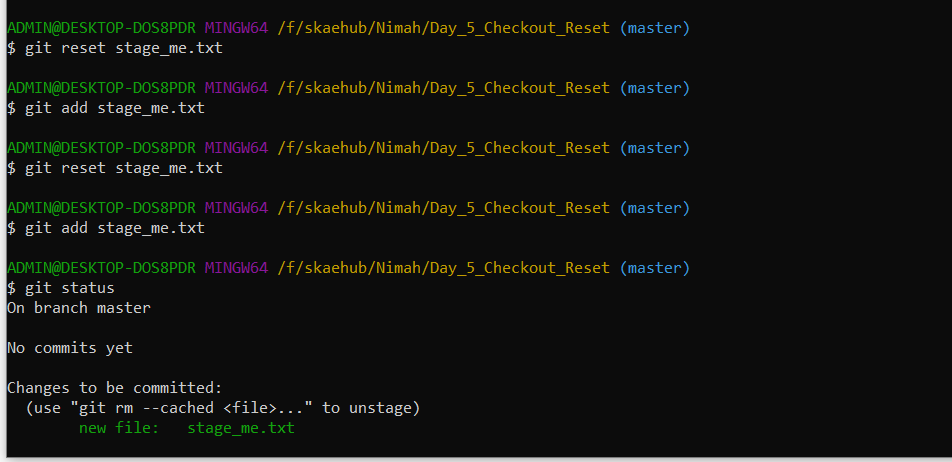 ADMIN@DESKTOP-DOS8PDR MINGW64 /f/skaehub/Nimah/Day_5_Checkout_Reset (master)
$ git reset stage_me.txt
ADMIN@DESKTOP-DOS8PDR MINGW64 /f/skaehub/Nimah/Day_5_Checkout_Reset (master)
$ git add stage_me.txt
ADMIN@DESKTOP-DOS8PDR MINGW64 /f/skaehub/Nimah/Day_5_Checkout_Reset (master)
$ git reset stage_me.txt
ADMIN@DESKTOP-DOS8PDR MINGW64 /f/skaehub/Nimah/Day_5_Checkout_Reset (master)
$ git add stage_me.txt
ADMIN@DESKTOP-DOS8PDR MINGW64 /f/skaehub/Nimah/Day_5_Checkout_Reset (master)
$ git status
On branch master
No commits yet
Changes to be committed:
  (use "git rm --cached <file>..." to unstage)
        new file:   stage_me.txt